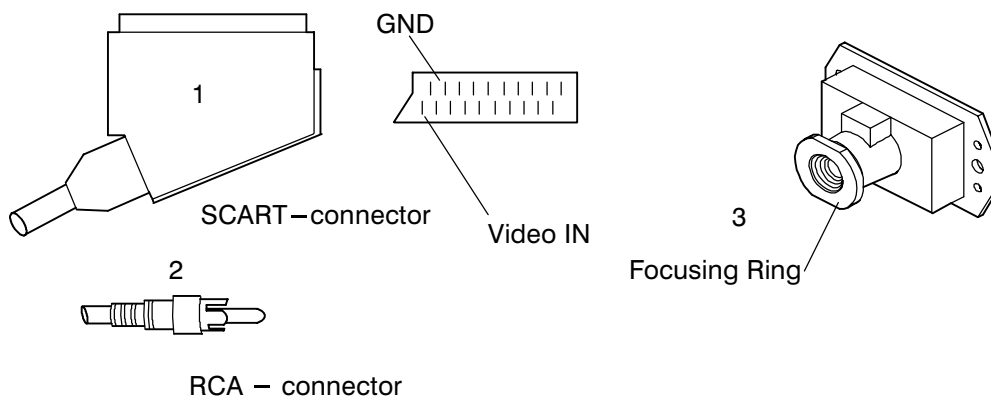 GND
1
SCART–connector
Video IN
2
RCA – connector
3
Focusing Ring